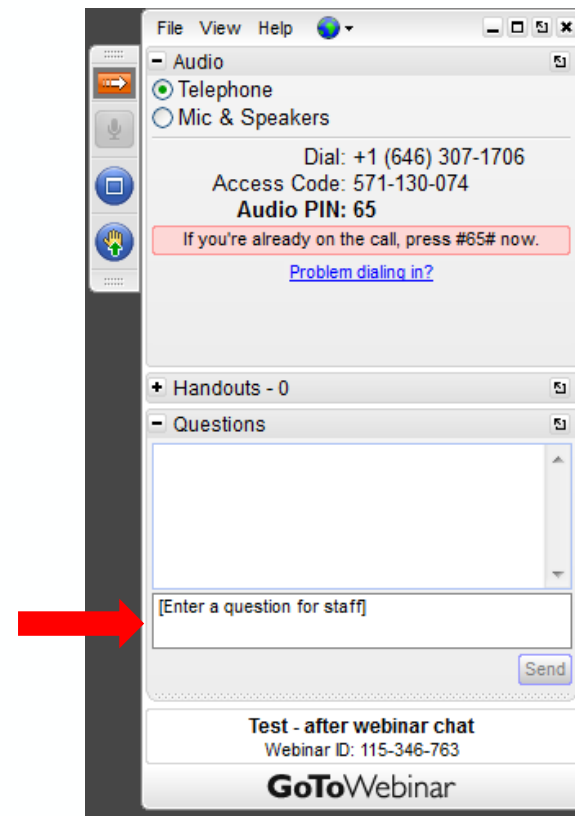 File View Help
Audio
Telephone
Mic & Speakers
Dial: +1 (646) 307-1706
Access Code: 571-130-074
Audio PIN: 65
If you're already on the call, press #65# now.
Problem dialing in?
Handouts - 0
Questions
[Enter a question for staff]
Send
Test - after webinar chat
Webinar ID: 115-346-763
GoToWebinar